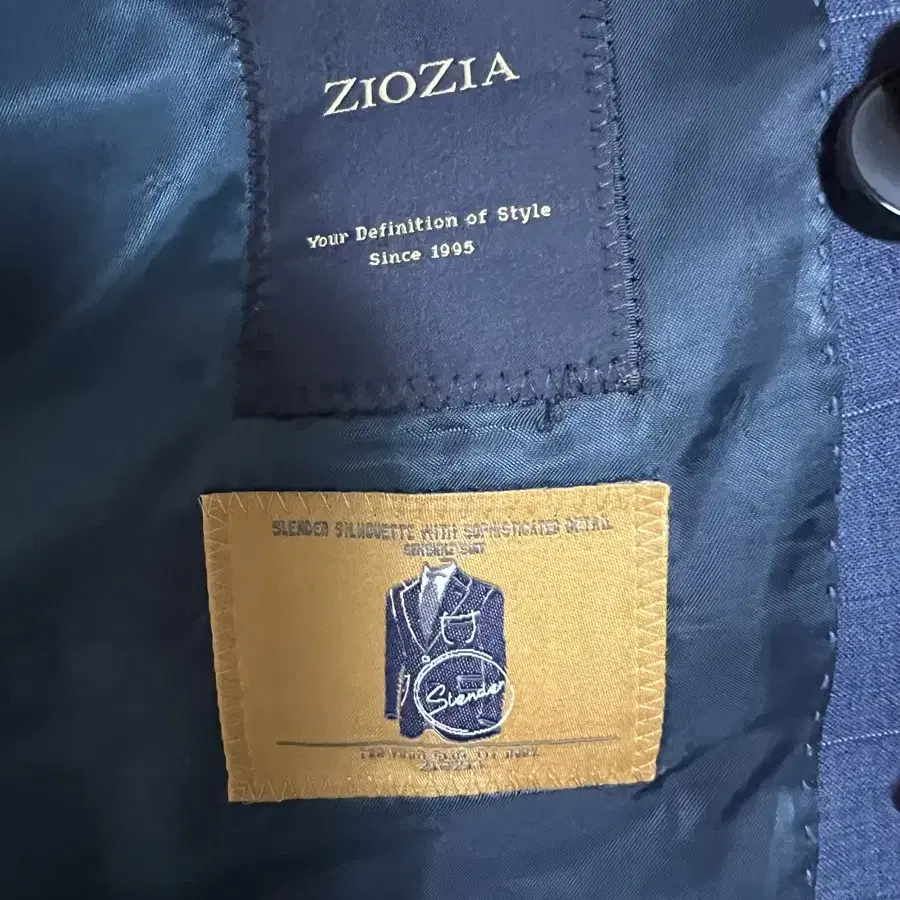 ZIOZIA
Your Definition of Style
Since 1995
SLENDER SILHOUETTE WITH SOPHISTICATED DETAIL
Slender